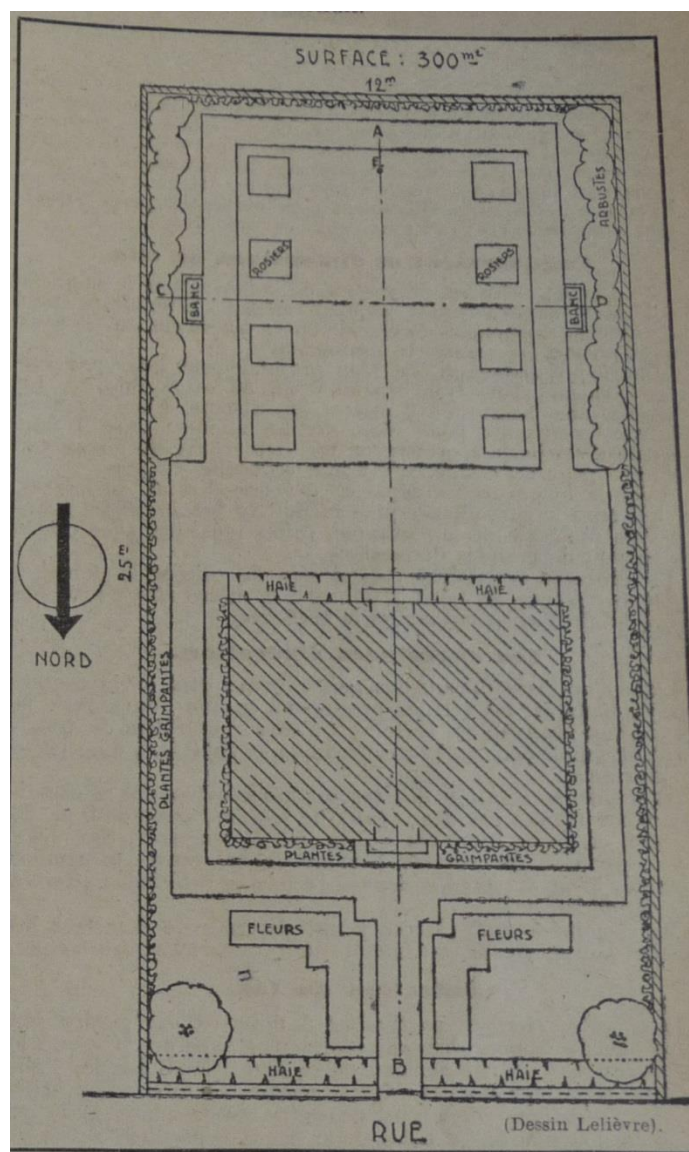 SURFACE : 300mc
12m
A
E
ARBUSTES
ROSIERS
ROSIERS
C
BANC
BANC
D
25m
NORD
HAIE
HAIE
PLANTES GRIMPANTES
PLANTES
GRIMPANTES
FLEURS
FLEURS
B
HAIE
HAIE
RUE
(Dessin Lelièvre).